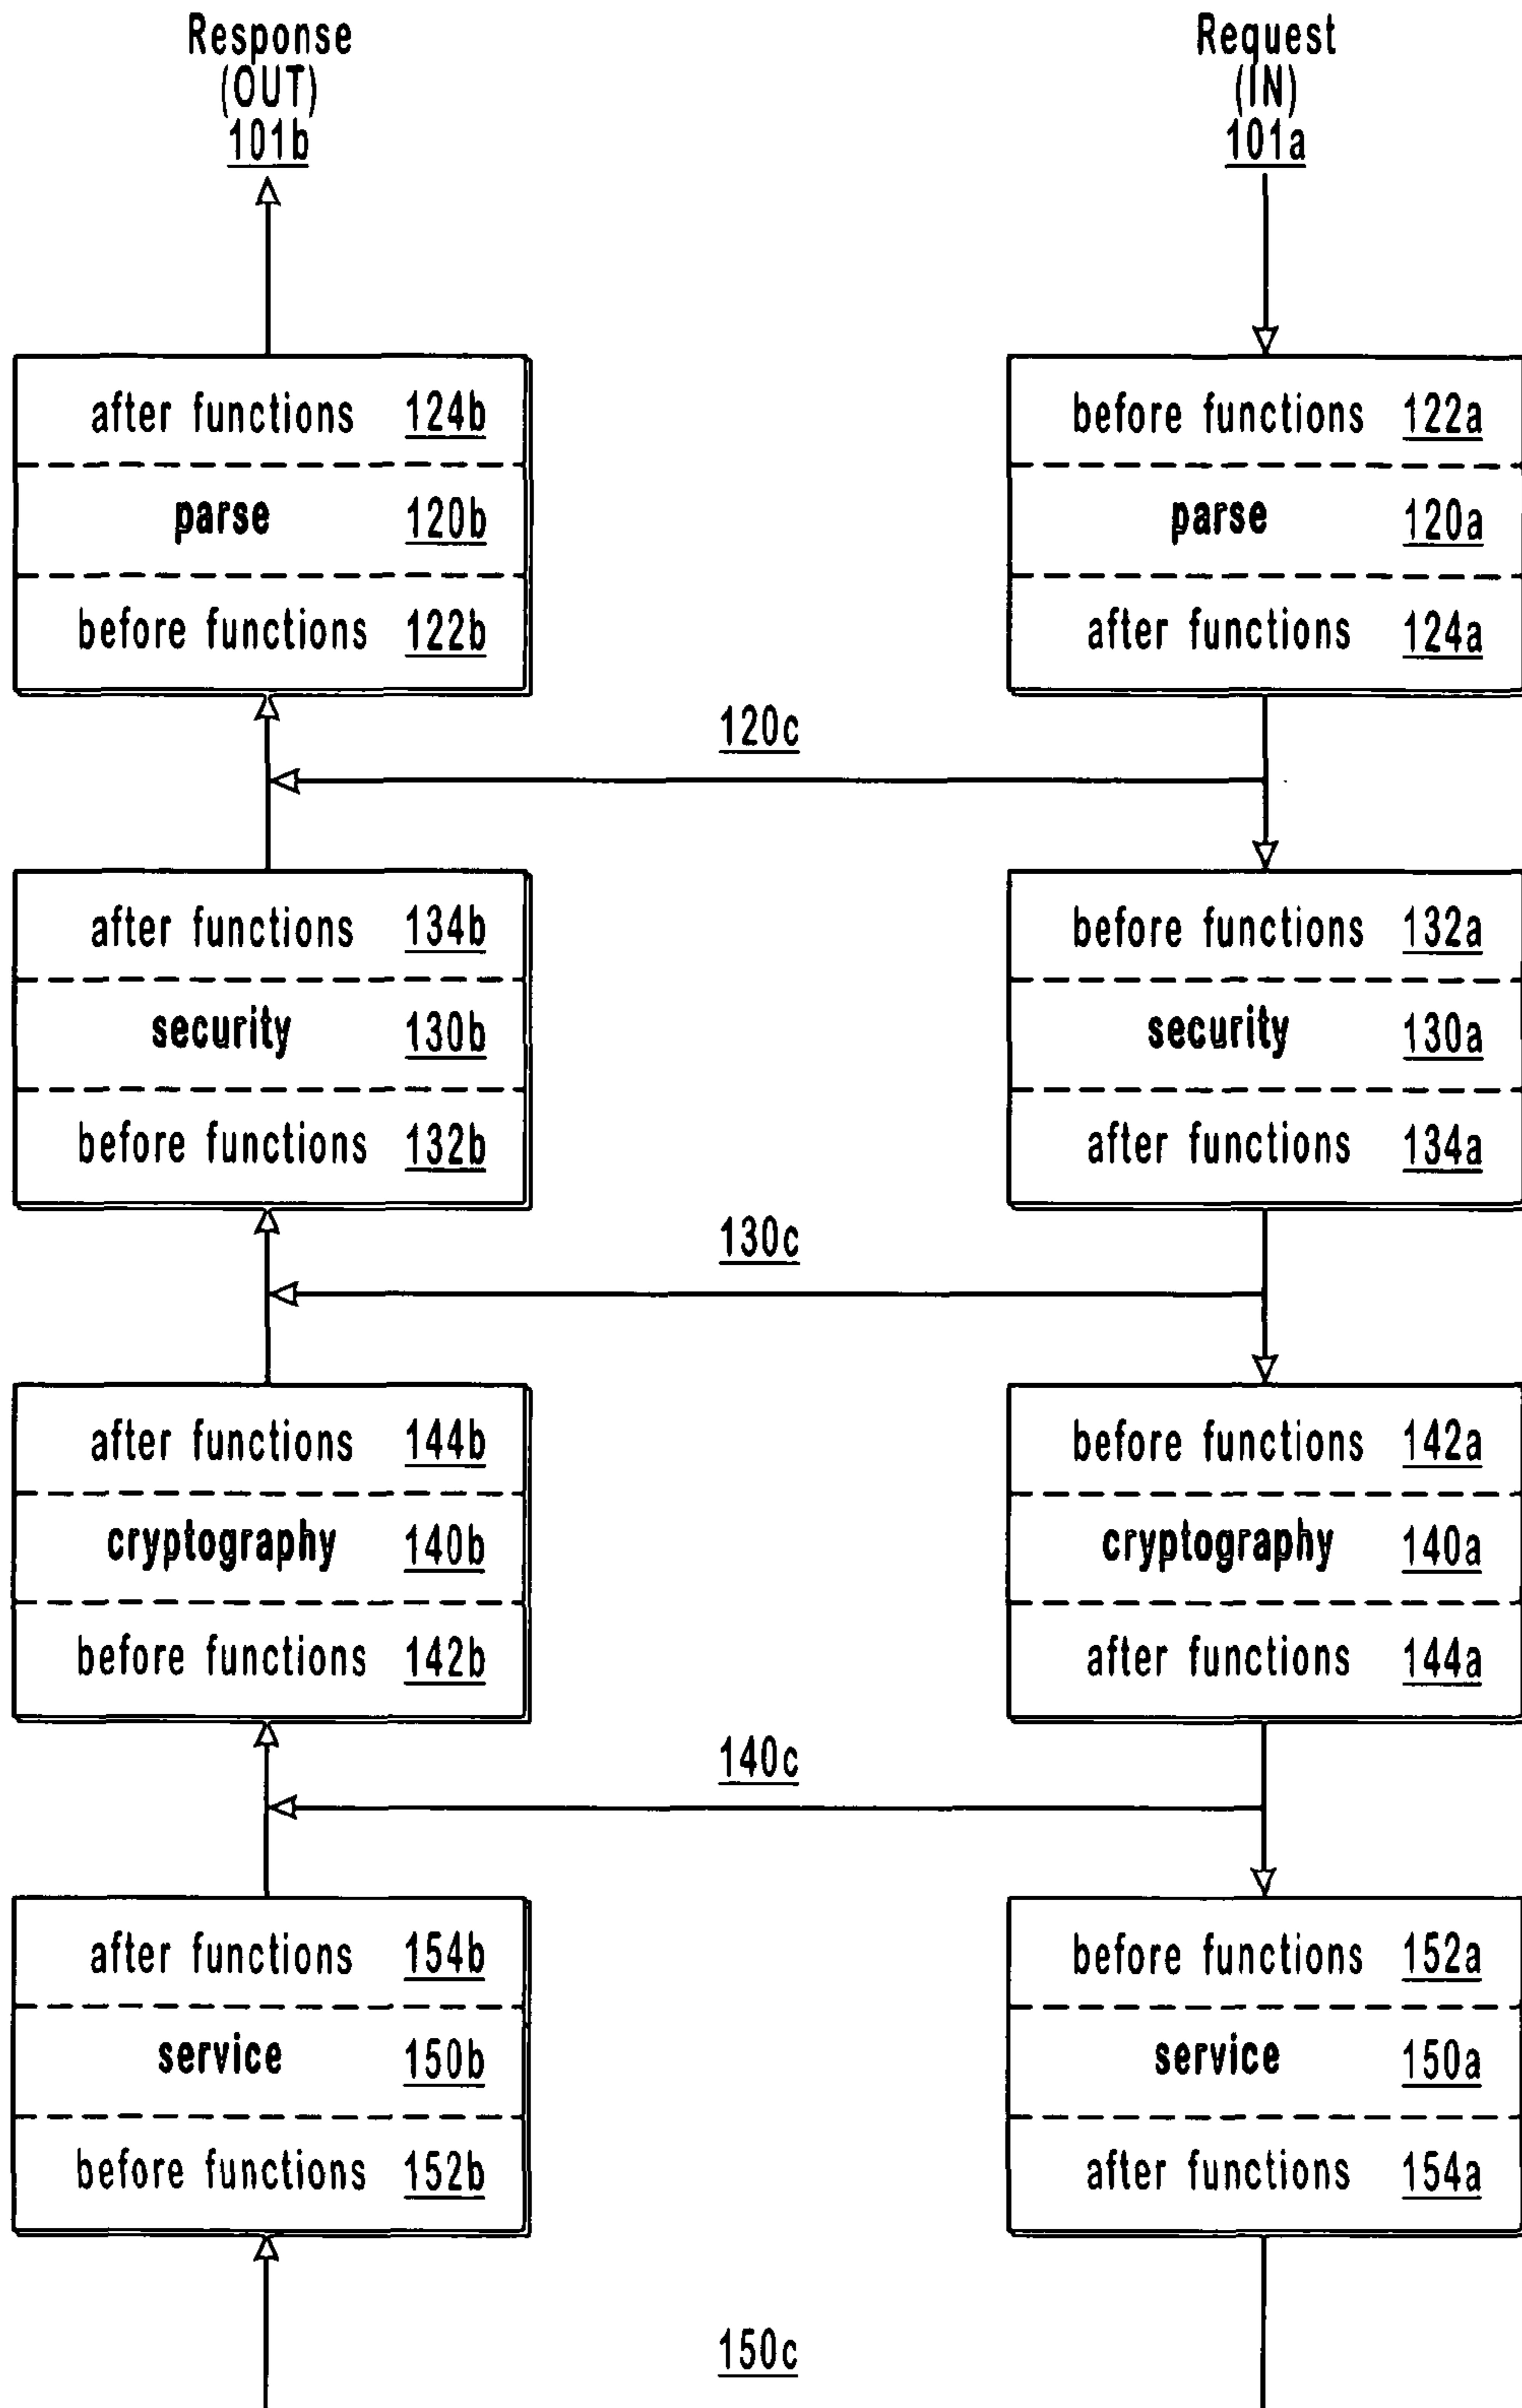 Response
(OUT)
101b
Request
(IN)
101a
after functions 124b
parse 120b
before functions 122b
before functions 122a
parse 120a
after functions 124a
120c
after functions 134b
security 130b
before functions 132b
before functions 132a
security 130a
after functions 134a
130c
after functions 144b
cryptography 140b
before functions 142b
before functions 142a
cryptography 140a
after functions 144a
140c
after functions 154b
service 150b
before functions 152b
before functions 152a
service 150a
after functions 154a
150c